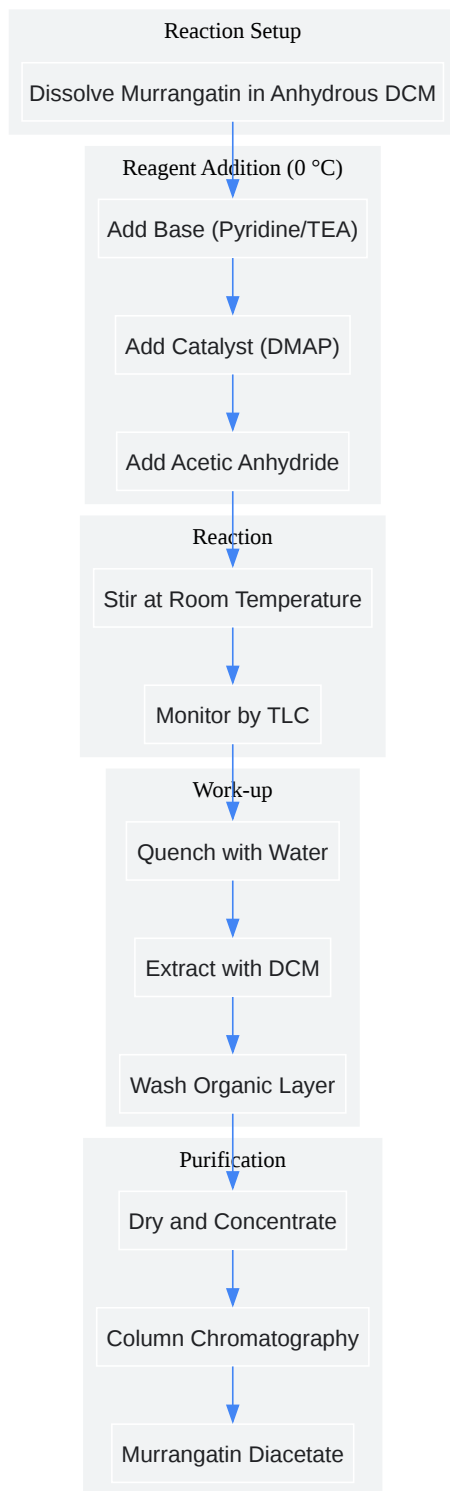 Reaction Setup
Dissolve Murrangatin in Anhydrous DCM
Reagent Addition (0 °C)
Add Base (Pyridine/TEA)
Add Catalyst (DMAP)
Add Acetic Anhydride
Reaction
Stir at Room Temperature
Monitor by TLC
Work-up
Quench with Water
Extract with DCM
Wash Organic Layer
Purification
Dry and Concentrate
Column Chromatography
Murrangatin Diacetate